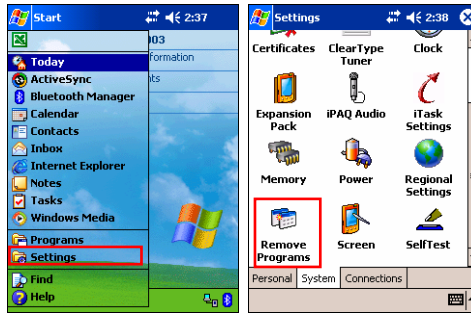 Start
2:37
003
formation
Today
nts
ActiveSync
Bluetooth Manager
Calendar
Contacts
Inbox
Internet Explorer
Notes
Tasks
Windows Media
Programs
Settings
Find
Help
Settings
2:38
Certificates
ClearType Tuner
Clock
Expansion Pack
iPAQ Audio
iTask Settings
Memory
Power
Regional Settings
Remove Programs
Screen
SelfTest
Personal
System
Connections